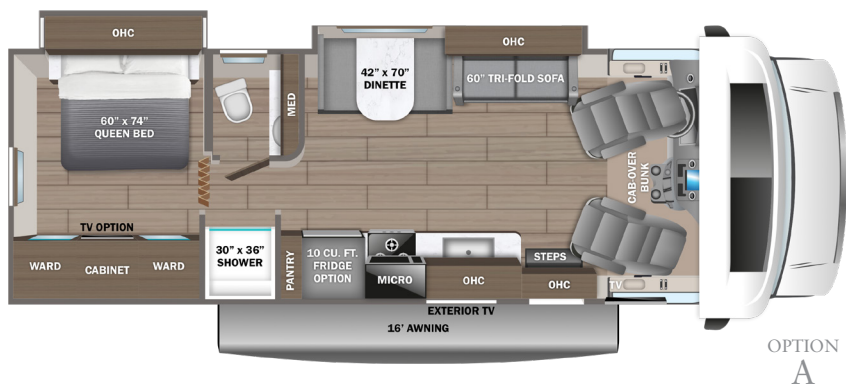 OHC
OHC
42” x 70”
DINETTE
60” TRI-FOLD SOFA
MED
60” x 74”
QUEEN BED
CAB-OVER
BUNK
TV OPTION
WARD
CABINET
WARD
30” x 36”
SHOWER
PANTRY
10 CU. FT.
FRIDGE
OPTION
MICRO
OHC
STEPS
OHC
TV
EXTERIOR TV
16’ AWNING
OPTION
A